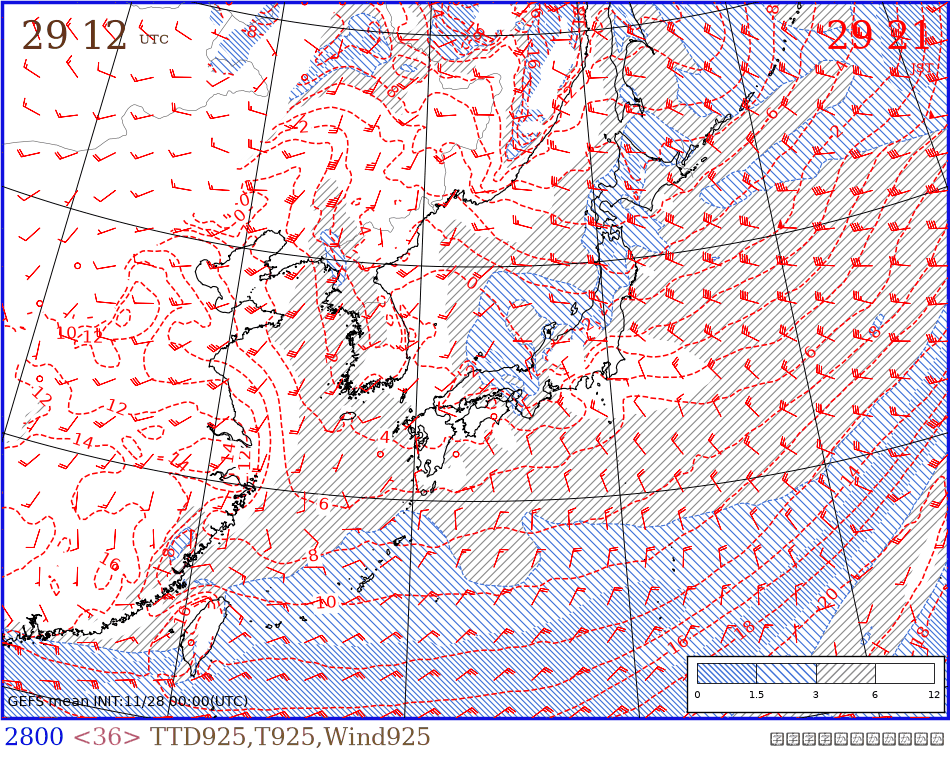 29 12 UTC
29 21 JST
GEFS mean INIT:11/28 00:00(UTC)
0 1.5 3 6 12
2800 <36> TTD925,T925,Wind925